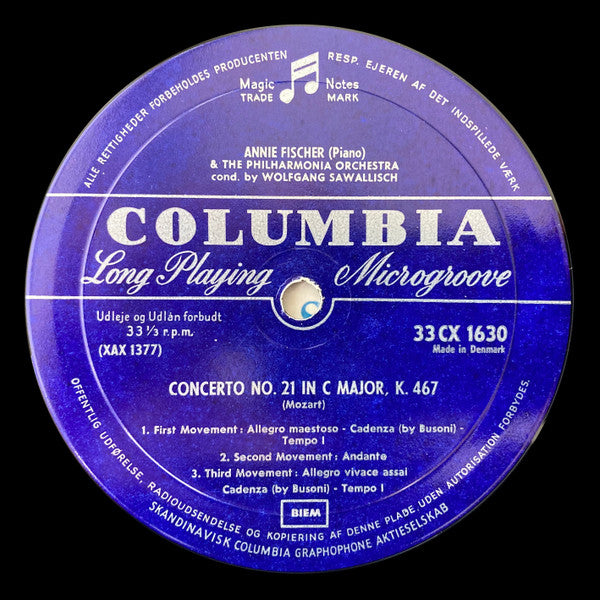 ALLE RETTIGHEDER FORBEHOLDES PRODUCENTEN
RESP. EJEREN AF DET INDSPILLEDE VÆRK
Magic Notes
TRADE MARK
ANNIE FISCHER (Piano)
& THE PHILHARMONIA ORCHESTRA
cond. by WOLFGANG SAWALLISCH
COLUMBIA
Long Playing Microgroove
Udleje og Udlån forbudt
33⅓ r.p.m.
(XAX 1377)
33CX 1630
Made in Denmark
CONCERTO NO. 21 IN C MAJOR, K. 467
(Mozart)
1. First Movement: Allegro maestoso - Cadenza (by Busoni) -
Tempo I
2. Second Movement: Andante
3. Third Movement: Allegro vivace assai
Cadenza (by Busoni) - Tempo I
BIEM
OFFENTLIG UDFØRELSE, RADIOUDSENDELSE OG KOPIERING AF DENNE PLADE UDEN AUTORISATION FORBYDES.
SKANDINAVISK COLUMBIA GRAPHOPHONE AKTIESELSKAB